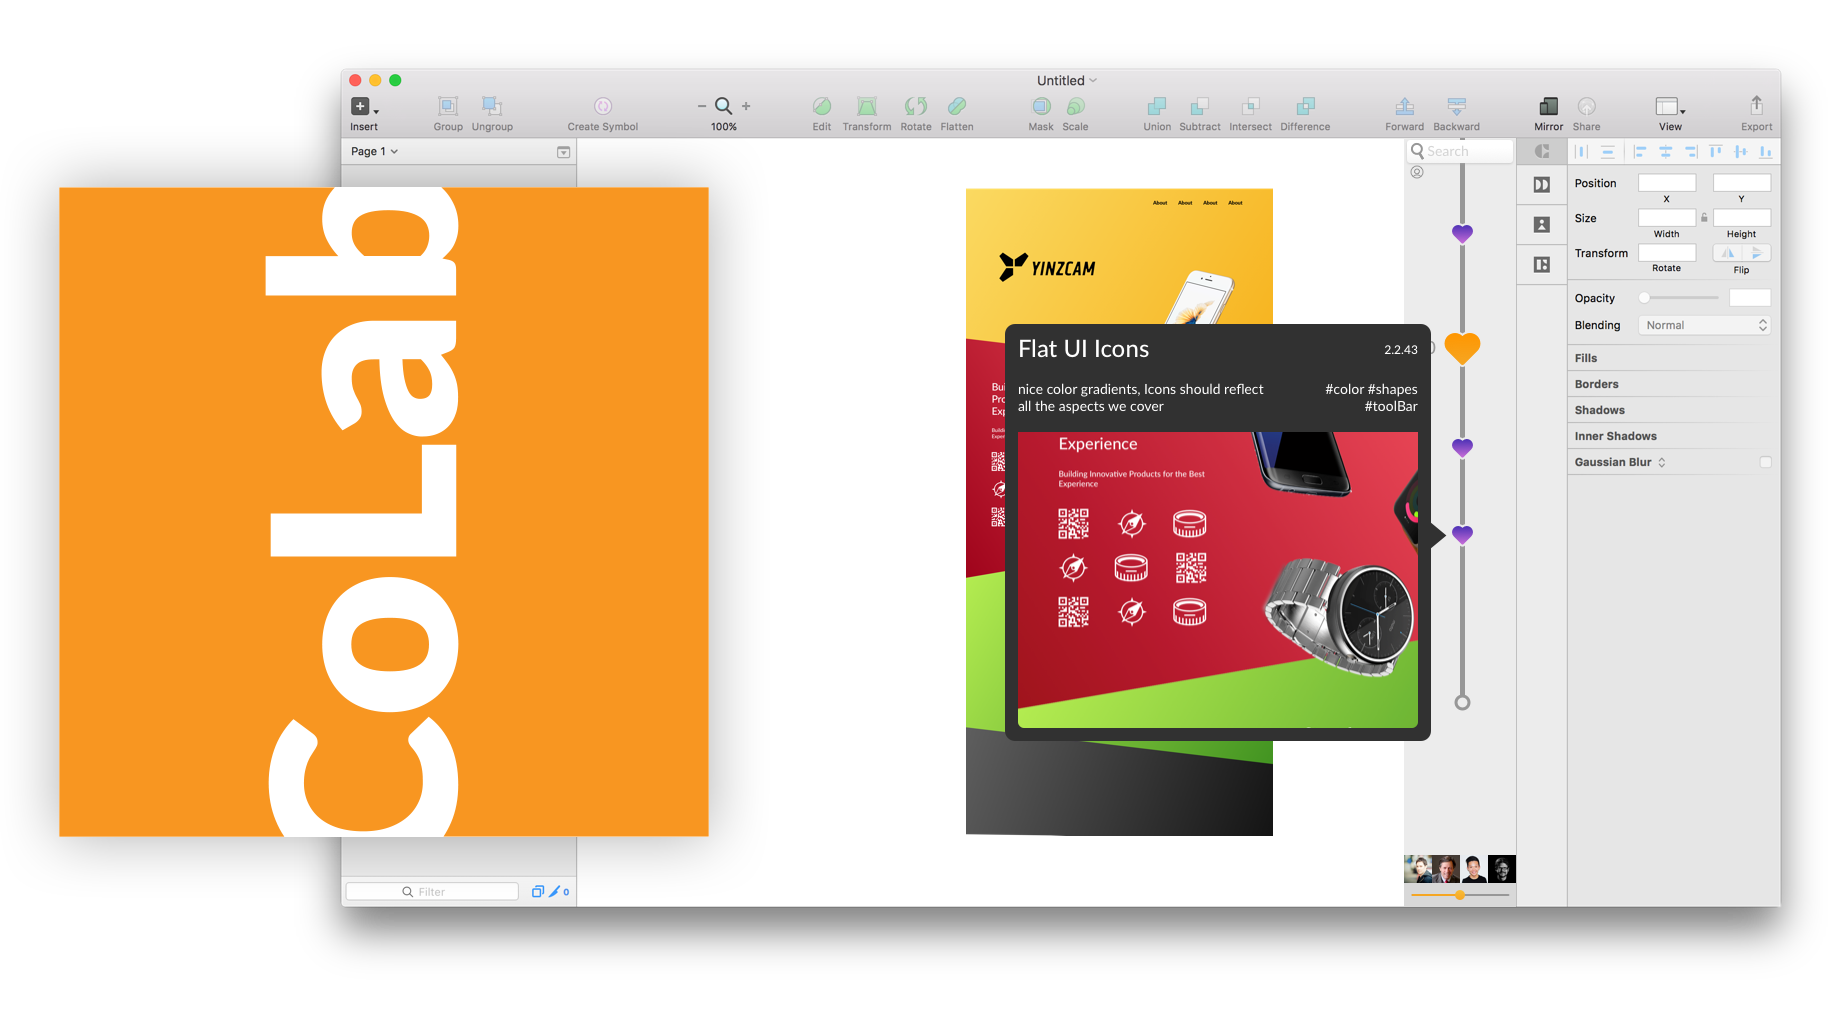 Untitled
Insert
Group
Ungroup
Create Symbol
100%
Edit
Transform
Rotate
Flatten
Mask
Scale
Union
Subtract
Intersect
Difference
Forward
Backward
Mirror
Share
View
Export
Page 1
Search
CoLab
About About About About
YINZCAM
Flat UI Icons
2.2.43
nice color gradients, Icons should reflect
all the aspects we cover
#color #shapes
#toolBar
Experience
Building Innovative Products for the Best
Experience
Position
X
Y
Size
Width
Height
Transform
Rotate
Flip
Opacity
Blending
Normal
Fills
Borders
Shadows
Inner Shadows
Gaussian Blur
Filter
0